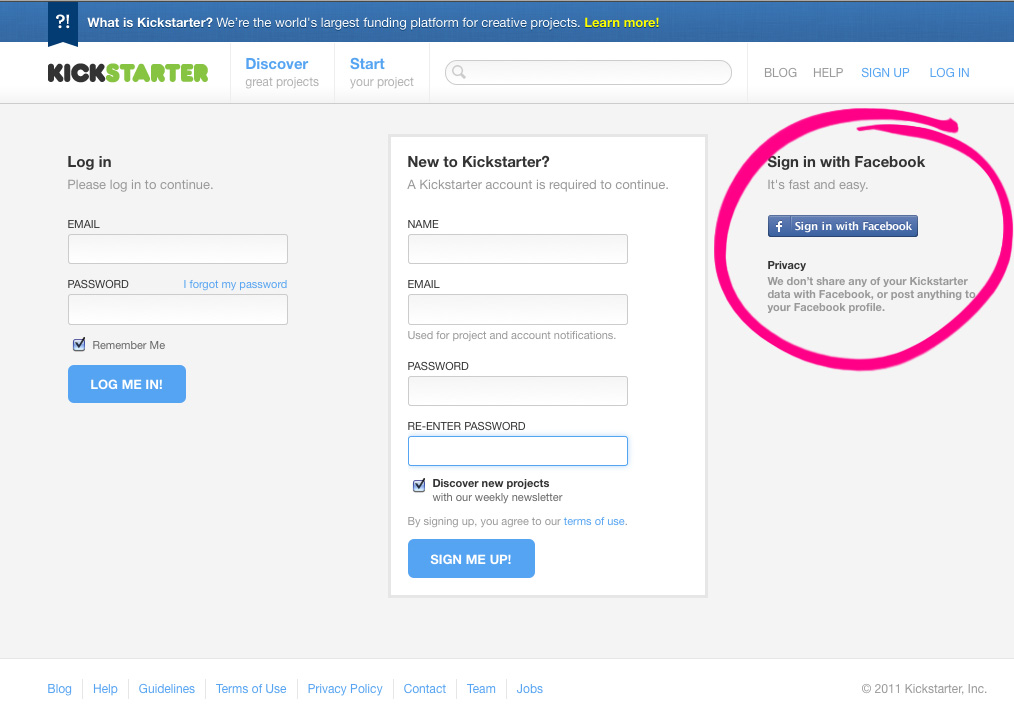 ?! What is Kickstarter? We're the world's largest funding platform for creative projects. Learn more!
KICKSTARTER
Discover
great projects
Start
your project
BLOG HELP SIGN UP LOG IN
Log in
Please log in to continue.
EMAIL
PASSWORD I forgot my password
Remember Me
LOG ME IN!
New to Kickstarter?
A Kickstarter account is required to continue.
NAME
EMAIL
Used for project and account notifications.
PASSWORD
RE-ENTER PASSWORD
Discover new projects
with our weekly newsletter
By signing up, you agree to our terms of use.
SIGN ME UP!
Sign in with Facebook
It's fast and easy.
f Sign in with Facebook
Privacy
We don't share any of your Kickstarter
data with Facebook, or post anything to
your Facebook profile.
Blog Help Guidelines Terms of Use Privacy Policy Contact Team Jobs
© 2011 Kickstarter, Inc.